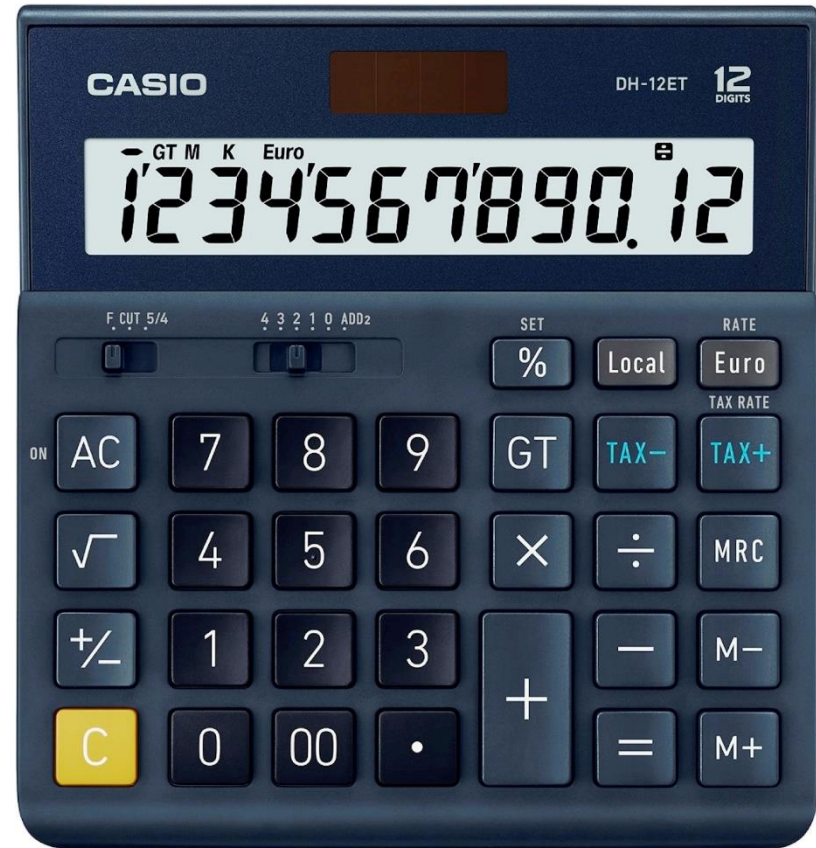 CASIO DH-12ET 12 DIGITS
− GT M K Euro ÷
1'234'567'890.12
F CUT 5/4 4 3 2 1 0 ADD2 SET RATE
% Local Euro
TAX RATE
ON AC 7 8 9 GT TAX− TAX+
√ 4 5 6 × ÷ MRC
+/− 1 2 3 + − M−
C 0 00 • = M+